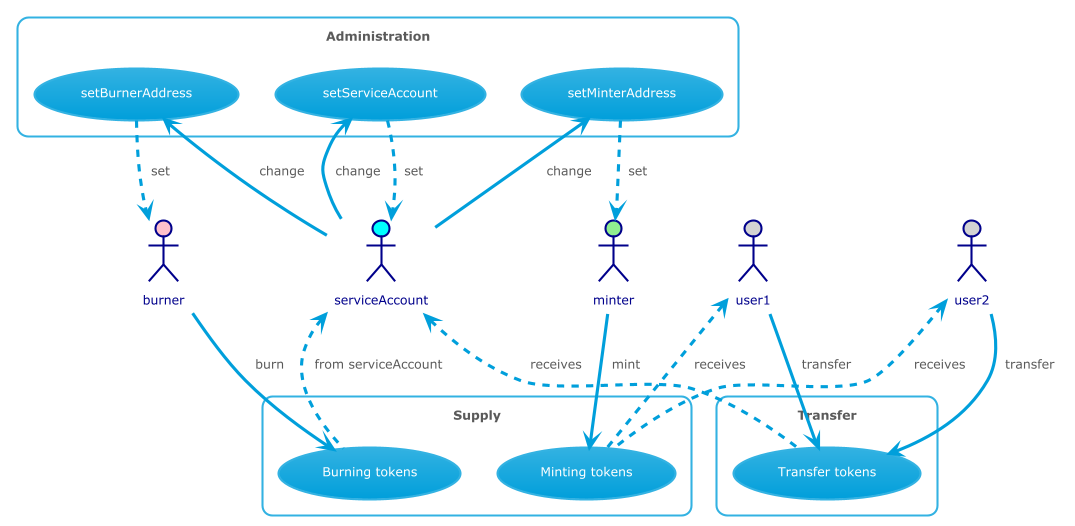 Administration
setBurnerAddress
setServiceAccount
setMinterAddress
set
change
change
set
change
set
burner
serviceAccount
minter
user1
user2
burn
from serviceAccount
receives
mint
receives
transfer
receives
transfer
Supply
Transfer
Burning tokens
Minting tokens
Transfer tokens